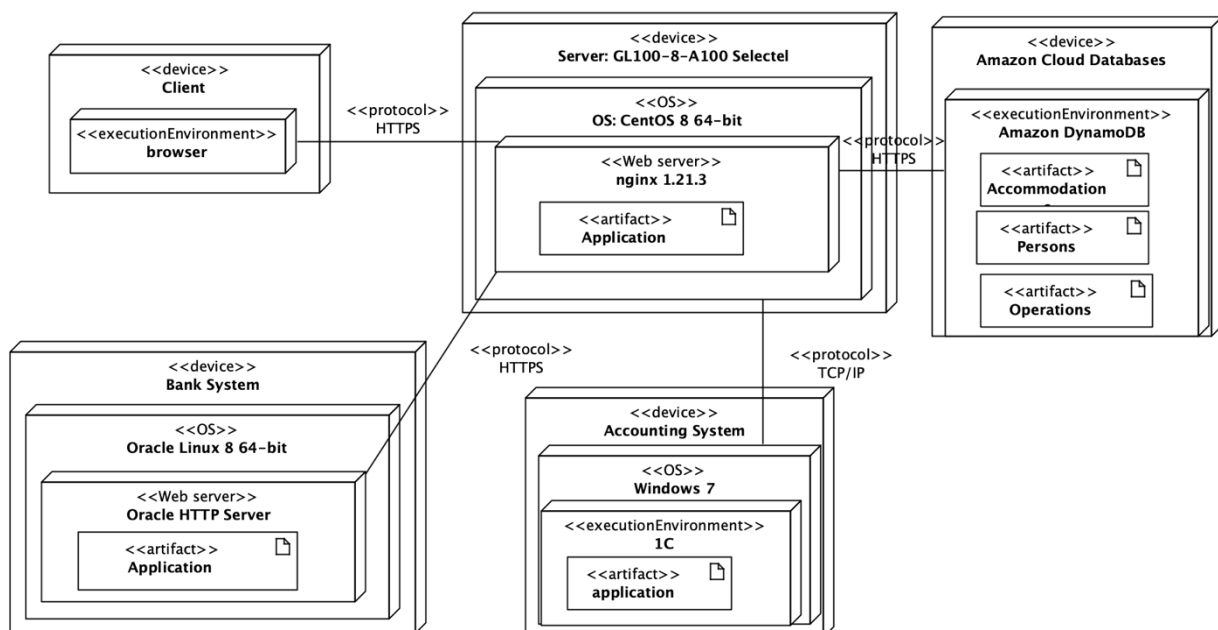 <<device>>
Client
<<executionEnvironment>>
browser
<<protocol>>
HTTPS
<<device>>
Server: GL100-8-A100 Selectel
<<OS>>
OS: CentOS 8 64-bit
<<Web server>>
nginx 1.21.3
<<artifact>>
Application
<<protocol>>
HTTPS
<<device>>
Amazon Cloud Databases
<<executionEnvironment>>
Amazon DynamoDB
<<artifact>>
Accommodation
<<artifact>>
Persons
<<artifact>>
Operations
<<protocol>>
HTTPS
<<protocol>>
TCP/IP
<<device>>
Bank System
<<OS>>
Oracle Linux 8 64-bit
<<Web server>>
Oracle HTTP Server
<<artifact>>
Application
<<device>>
Accounting System
<<OS>>
Windows 7
<<executionEnvironment>>
1C
<<artifact>>
application